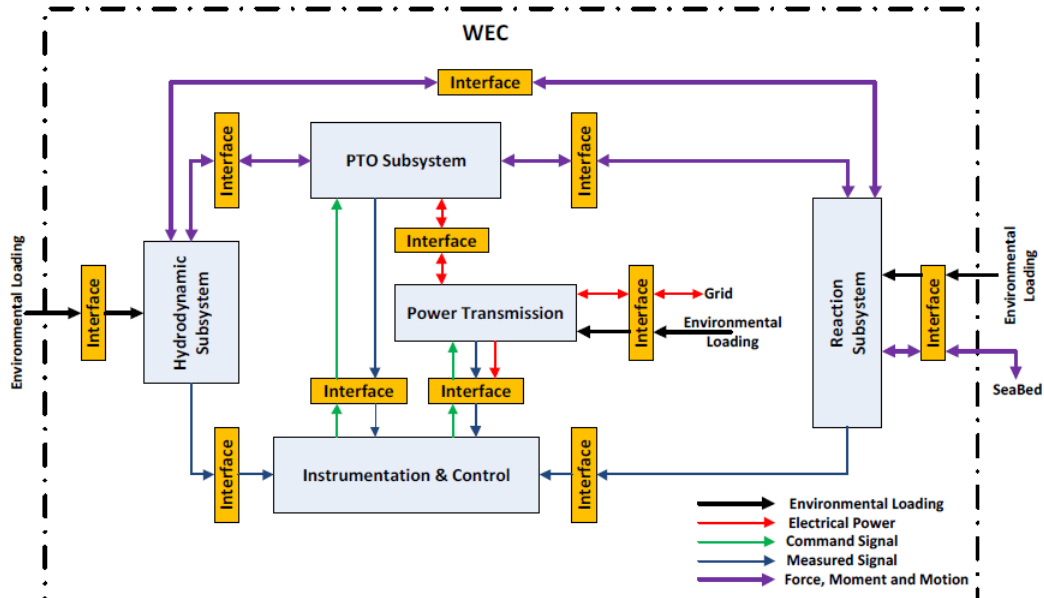 WEC
Interface
Interface
PTO Subsystem
Interface
Interface
Environmental Loading
Interface
Hydrodynamic
Subsystem
Power Transmission
Interface
Grid
Environmental
Loading
Reaction
Subsystem
Interface
Environmental
Loading
SeaBed
Interface
Interface
Interface
Instrumentation & Control
Interface
Environmental Loading
Electrical Power
Command Signal
Measured Signal
Force, Moment and Motion